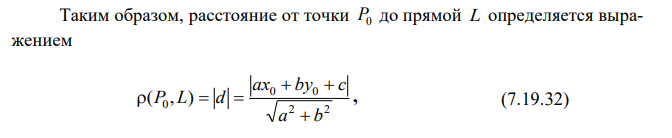 Таким образом, расстояние от точки P₀ до прямой L определяется выра-
жением
ρ(P₀, L) = |d| = |ax₀ + by₀ + c| / √(a² + b²) , (7.19.32)